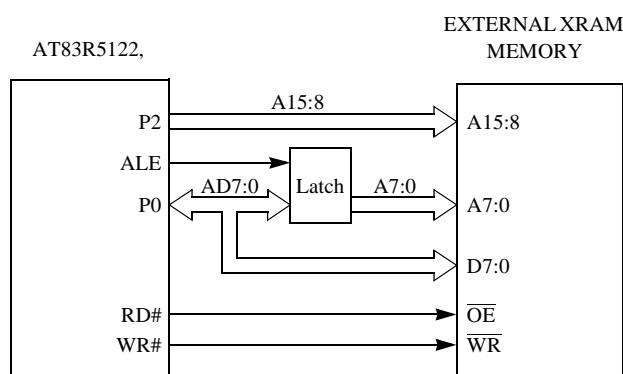 EXTERNAL XRAM
MEMORY
AT83R5122,
P2
A15:8
A15:8
ALE
Latch
P0
AD7:0
A7:0
A7:0
D7:0
RD#
OE
WR#
WR